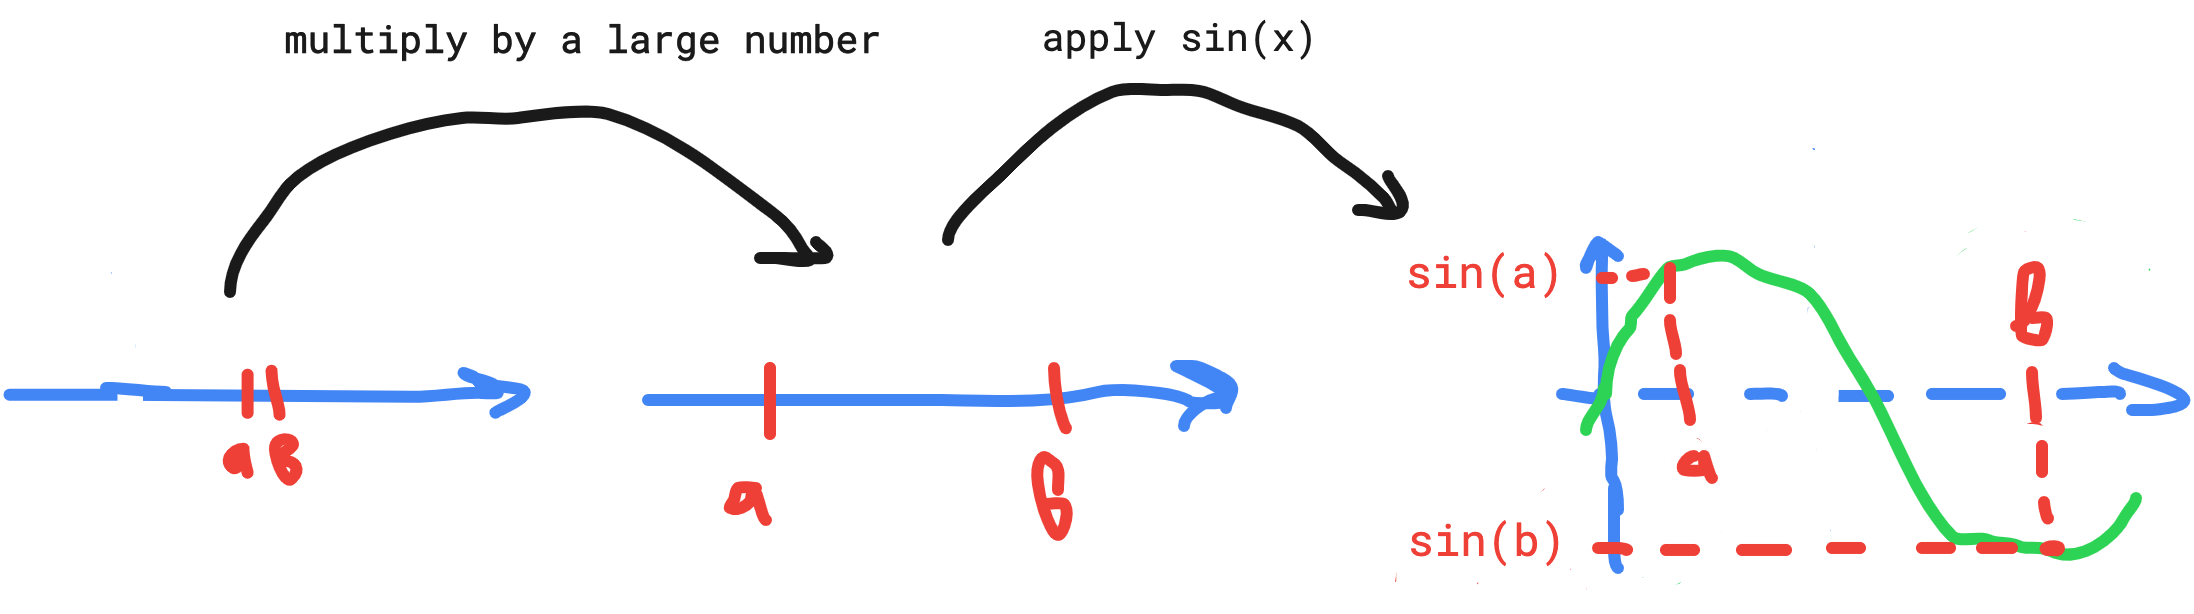 multiply by a large number
apply sin(x)
a b
a
b
sin(a)
b
a
sin(b)